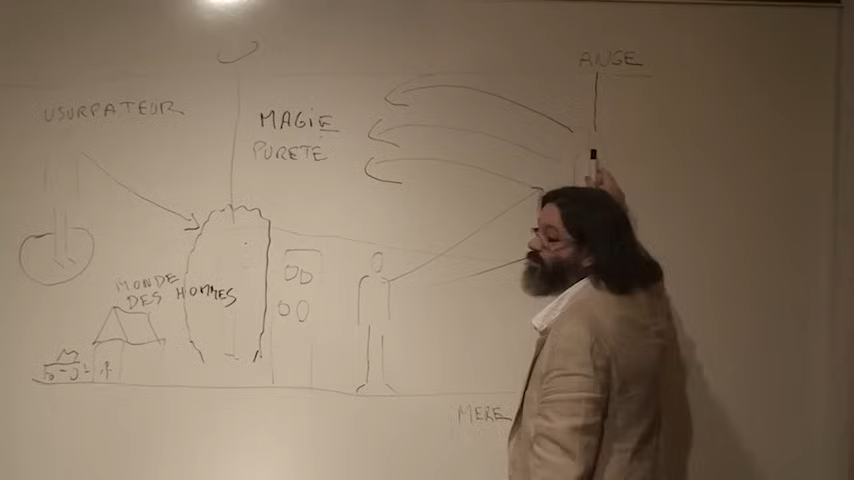 ANGE
USURPATEUR
MAGIE
PURETE
MONDE
DES HOMMES
MERE